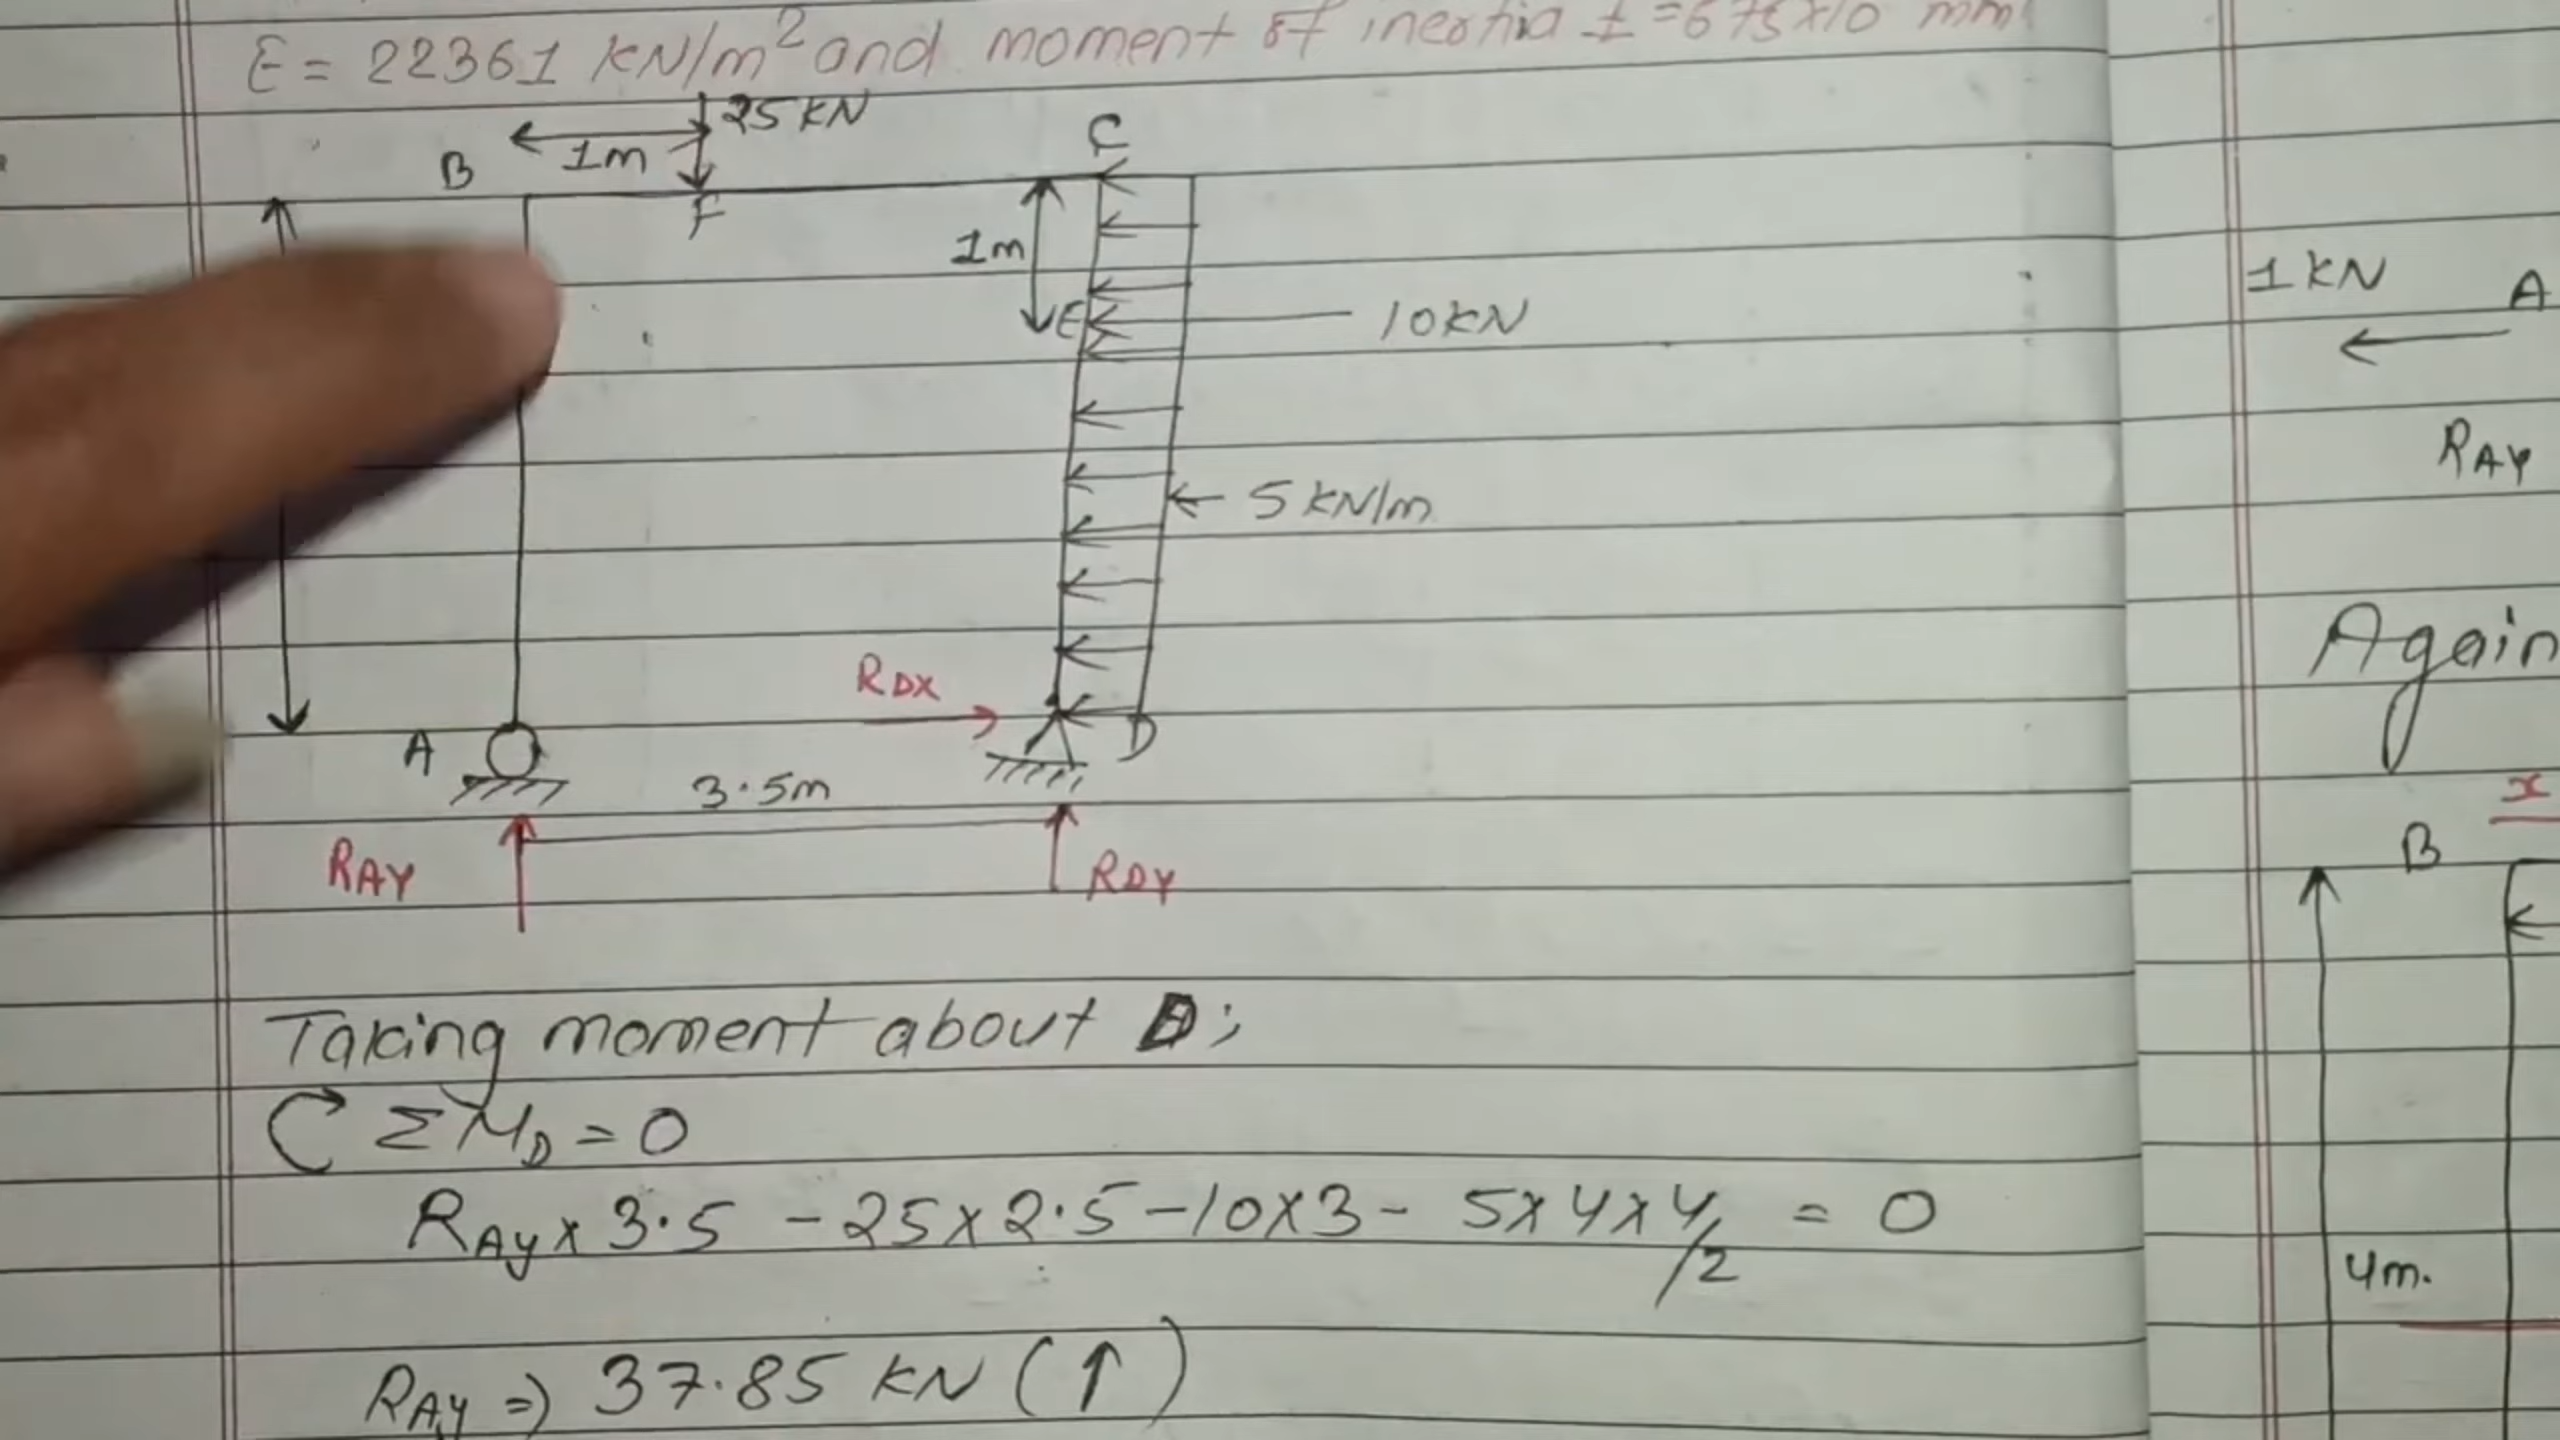 E = 22361 KN/m² and moment of inertia I = 675×10 mm
25 KN
1m
B
C
F
1m
E
10KN
5 KN/m
RDX
A
D
3.5m
RAY
RDY
Taking moment about D;
ΣMD = 0
RAY × 3.5 - 25×2.5 - 10×3 - 5×4×4/2 = 0
RAY ⇒ 37.85 KN (↑)
1KN
A
RAY
Again
x
B
4m.